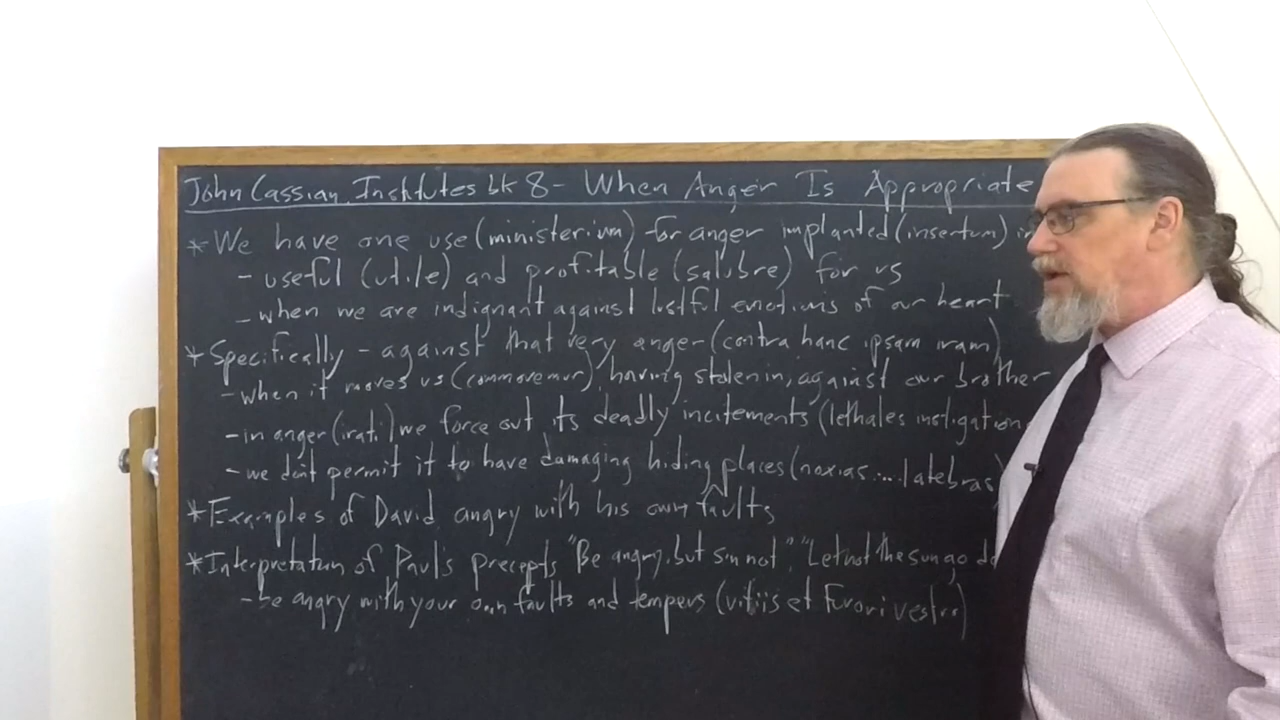 John Cassian, Institutes bk 8 - When Anger Is Appropriate
* We have one use (ministerium) for anger implanted (insertum) in
- useful (utile) and profitable (salubre) for us
- when we are indignant against lustful emotions of our heart
* Specifically - against that very anger (contra hanc ipsam iram)
- when it moves us (commovemur), having stolen in, against our brother
- in anger (irati) we force out its deadly incitements (lethales instigation
- we don't permit it to have damaging hiding places (noxias.....latebras)
* Examples of David angry with his own faults
* Interpretation of Paul's precepts "Be angry, but sin not", "Let not the sun go
- be angry with your own faults and tempers (vitiis et furori vestro)